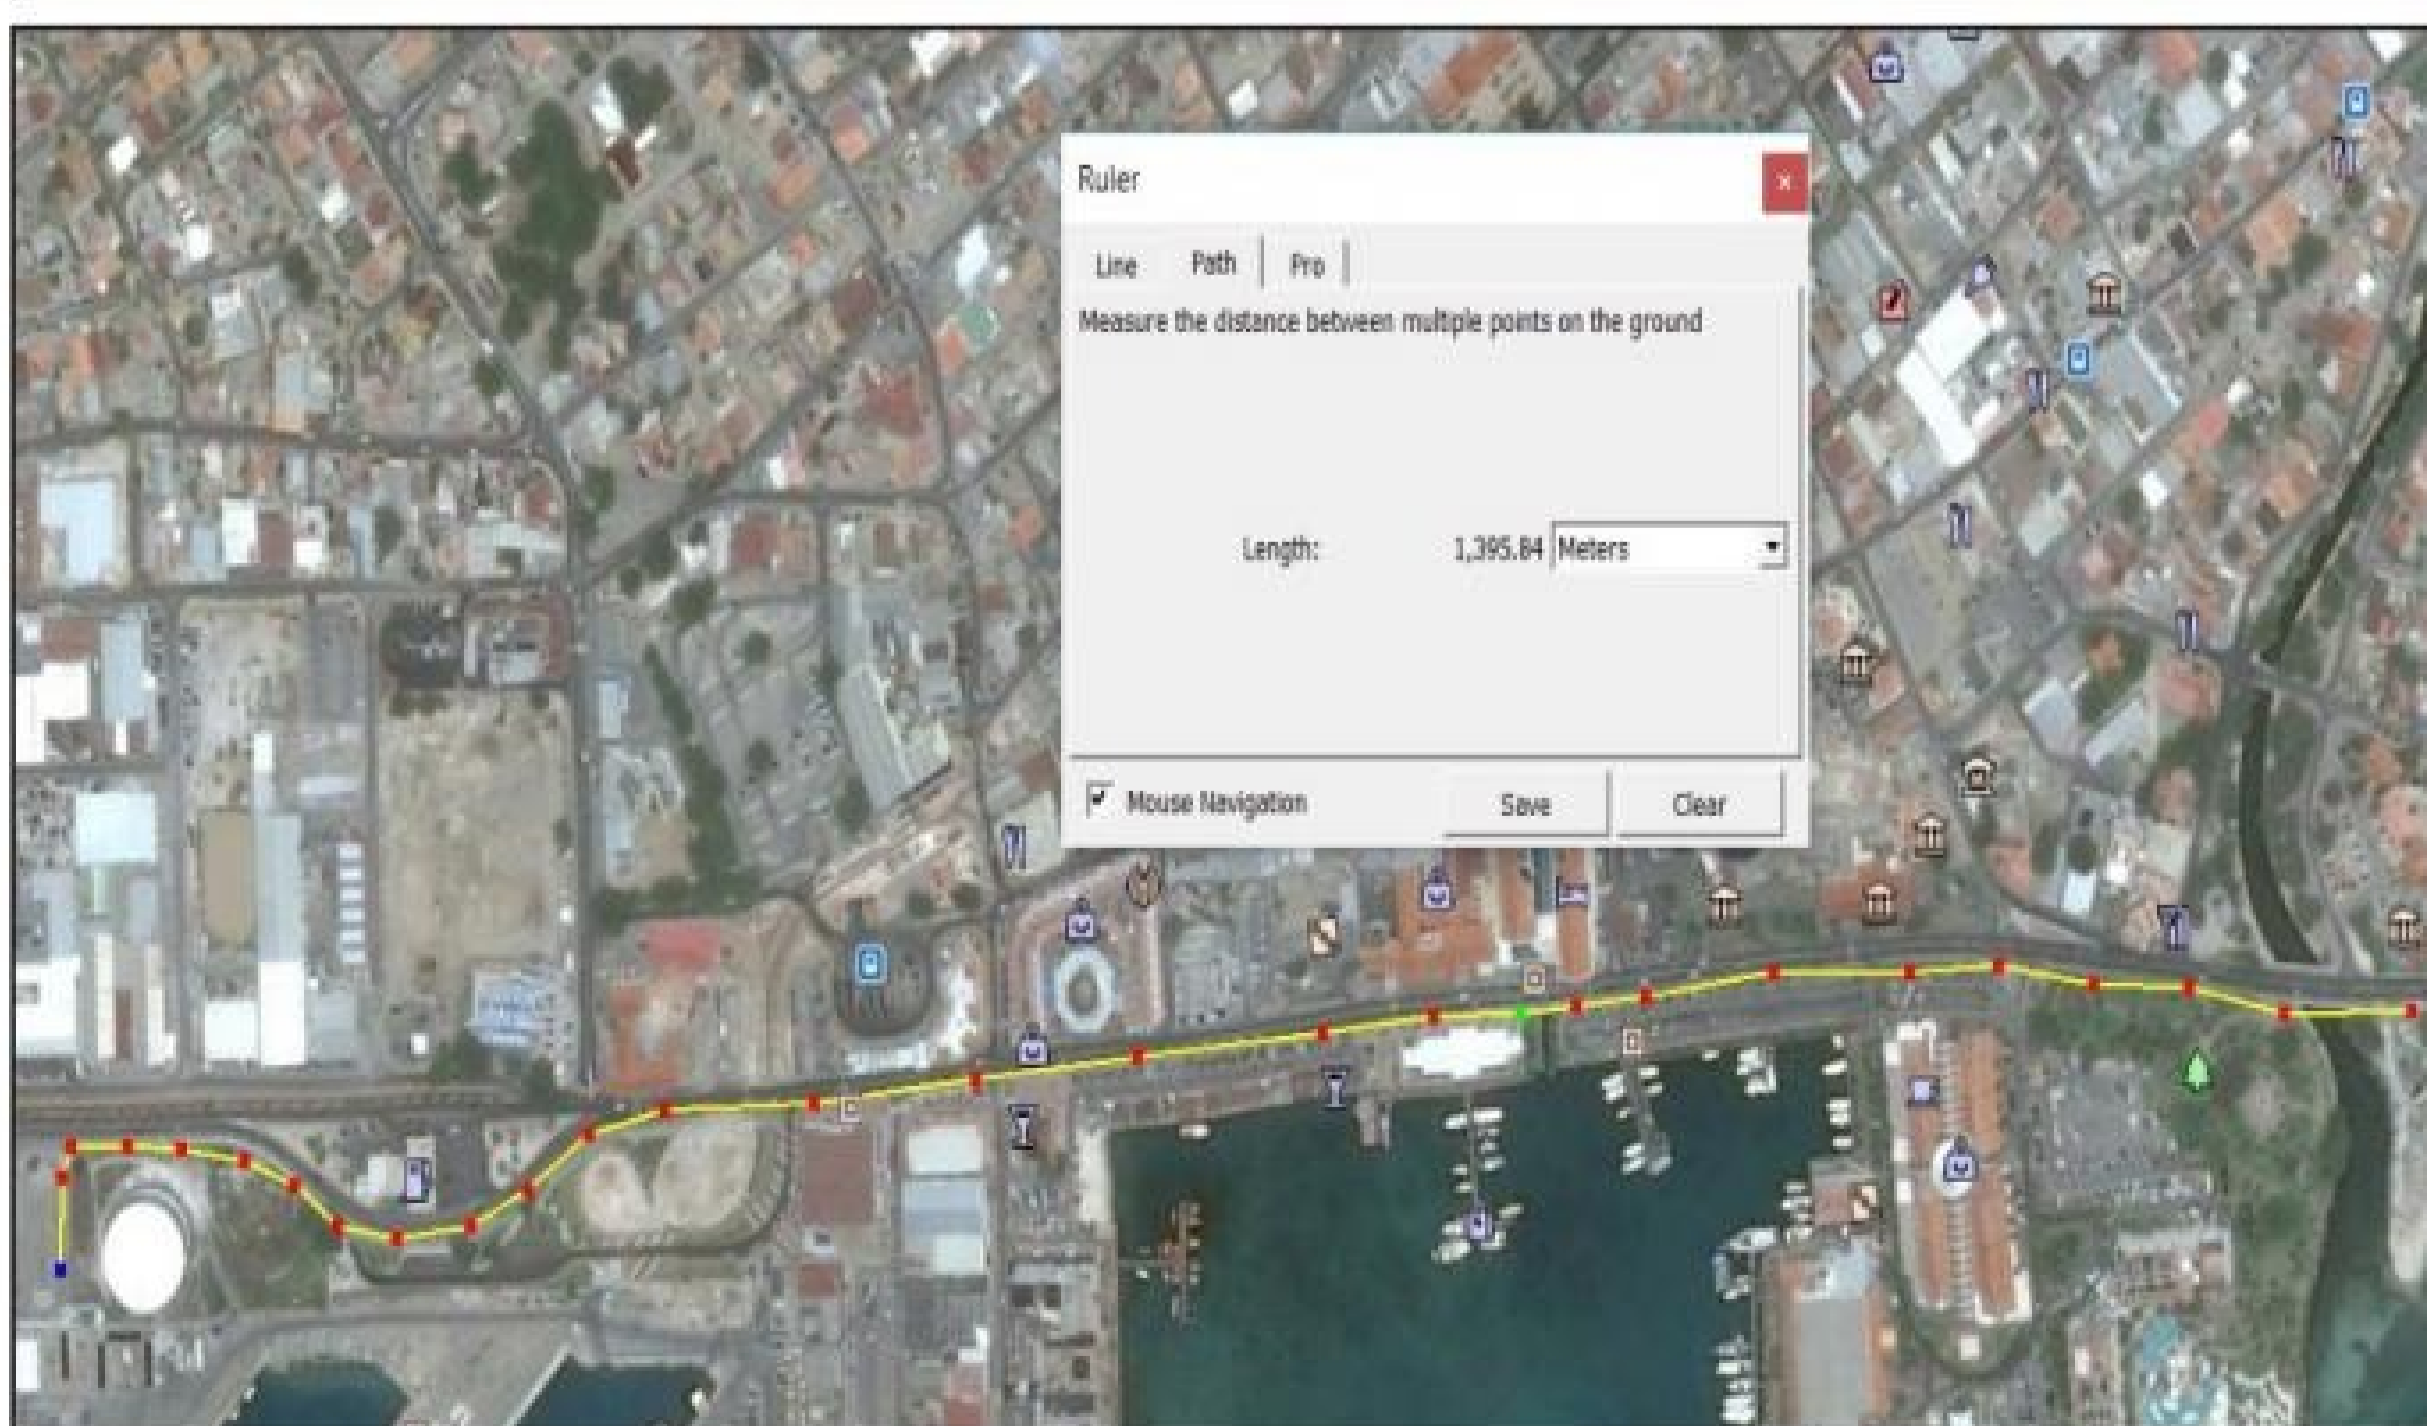 Ruler
Line Path Pro
Measure the distance between multiple points on the ground
Length: 1,395.84 Meters
Mouse Navigation Save Clear